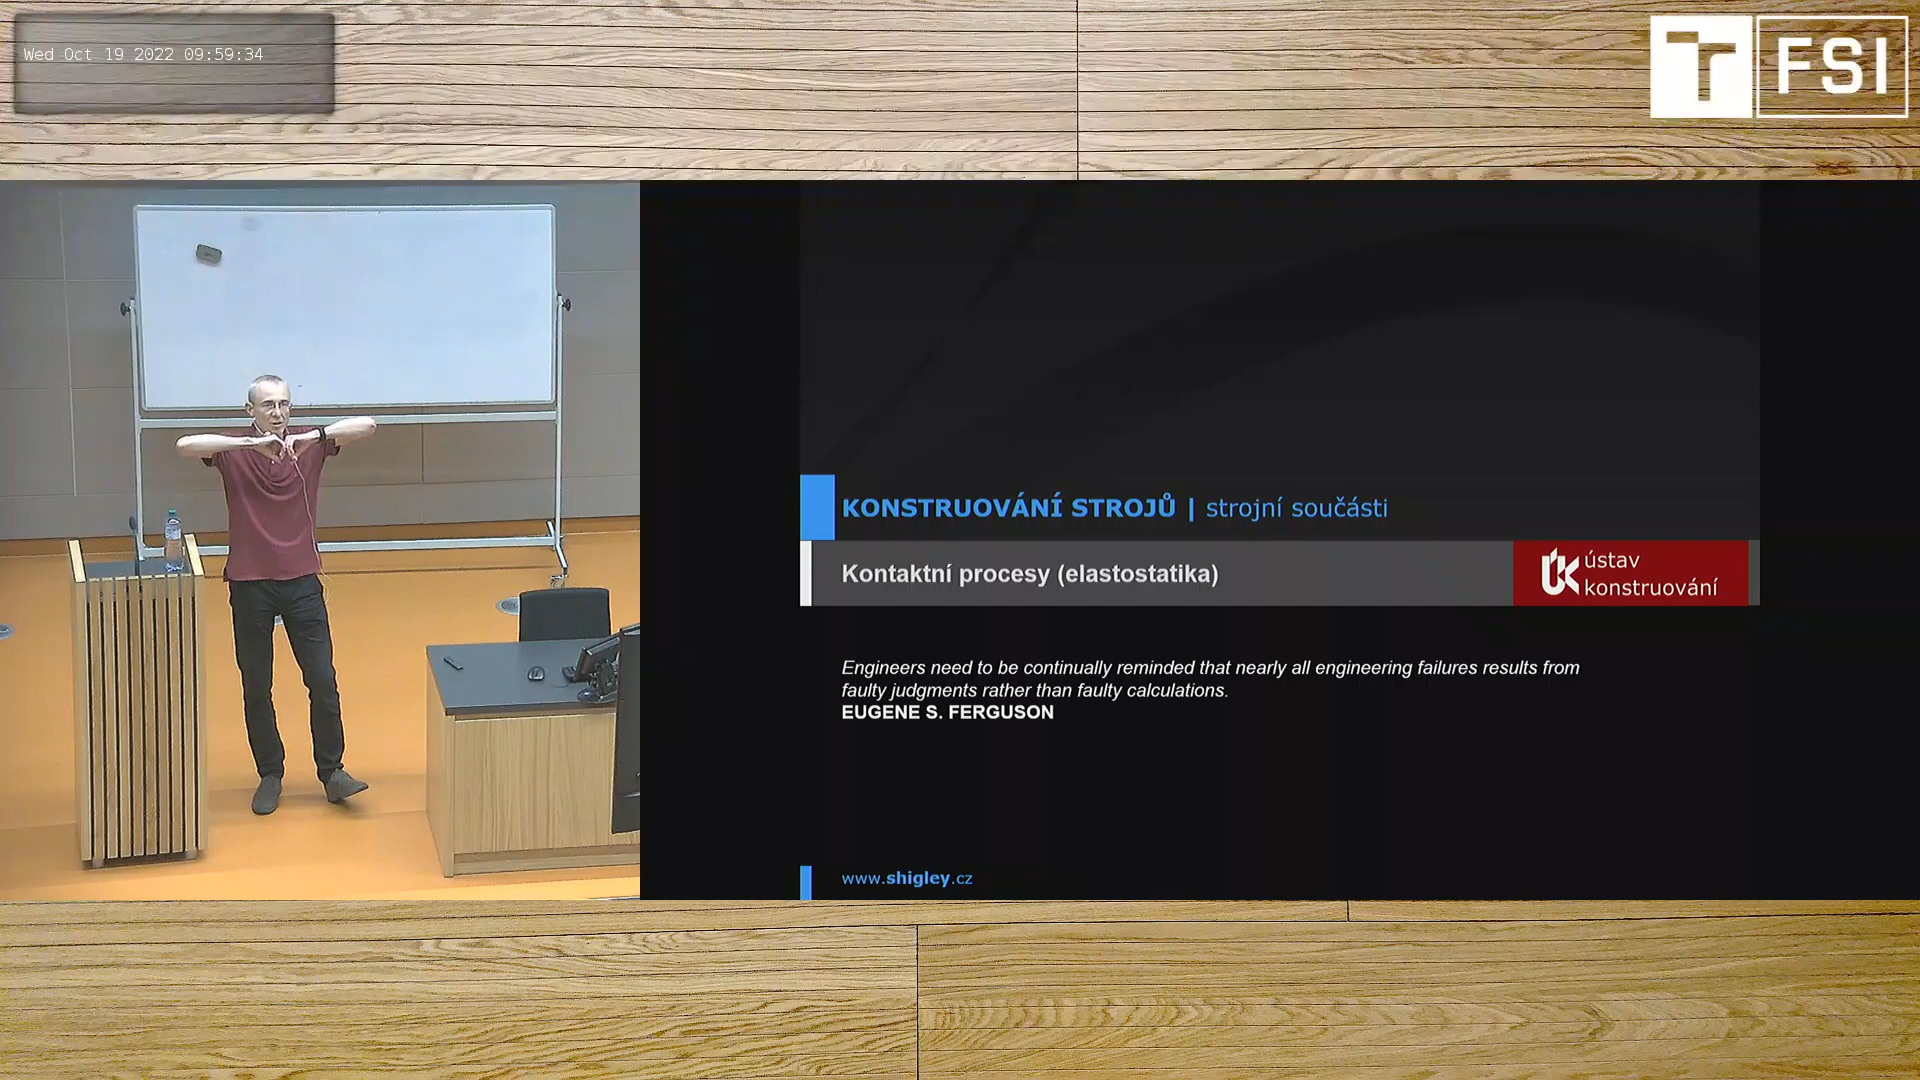 Wed Oct 19 2022 09:59:34
T FSI
KONSTRUOVÁNÍ STROJŮ | strojní součásti
Kontaktní procesy (elastostatika)
ÚK ústav
konstruování
Engineers need to be continually reminded that nearly all engineering failures results from
faulty judgments rather than faulty calculations.
EUGENE S. FERGUSON
www.shigley.cz